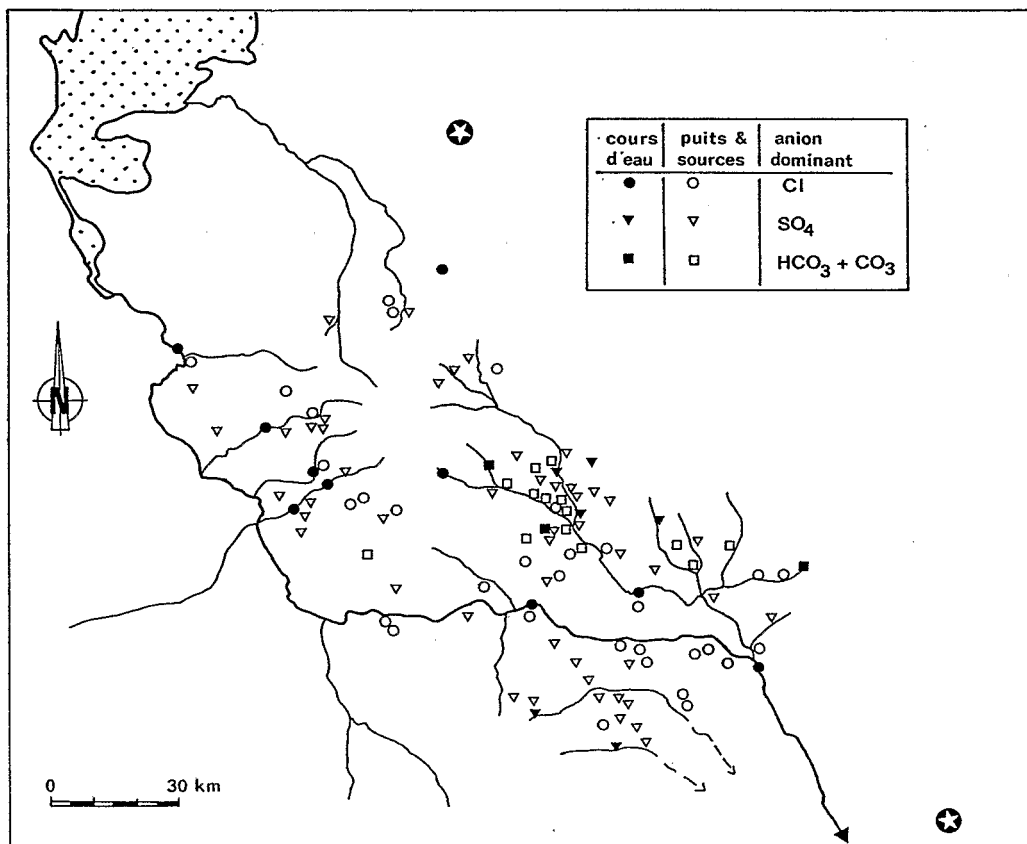 cours d'eau
puits & sources
anion dominant
Cl
SO4
HCO3 + CO3
N
0 30 km